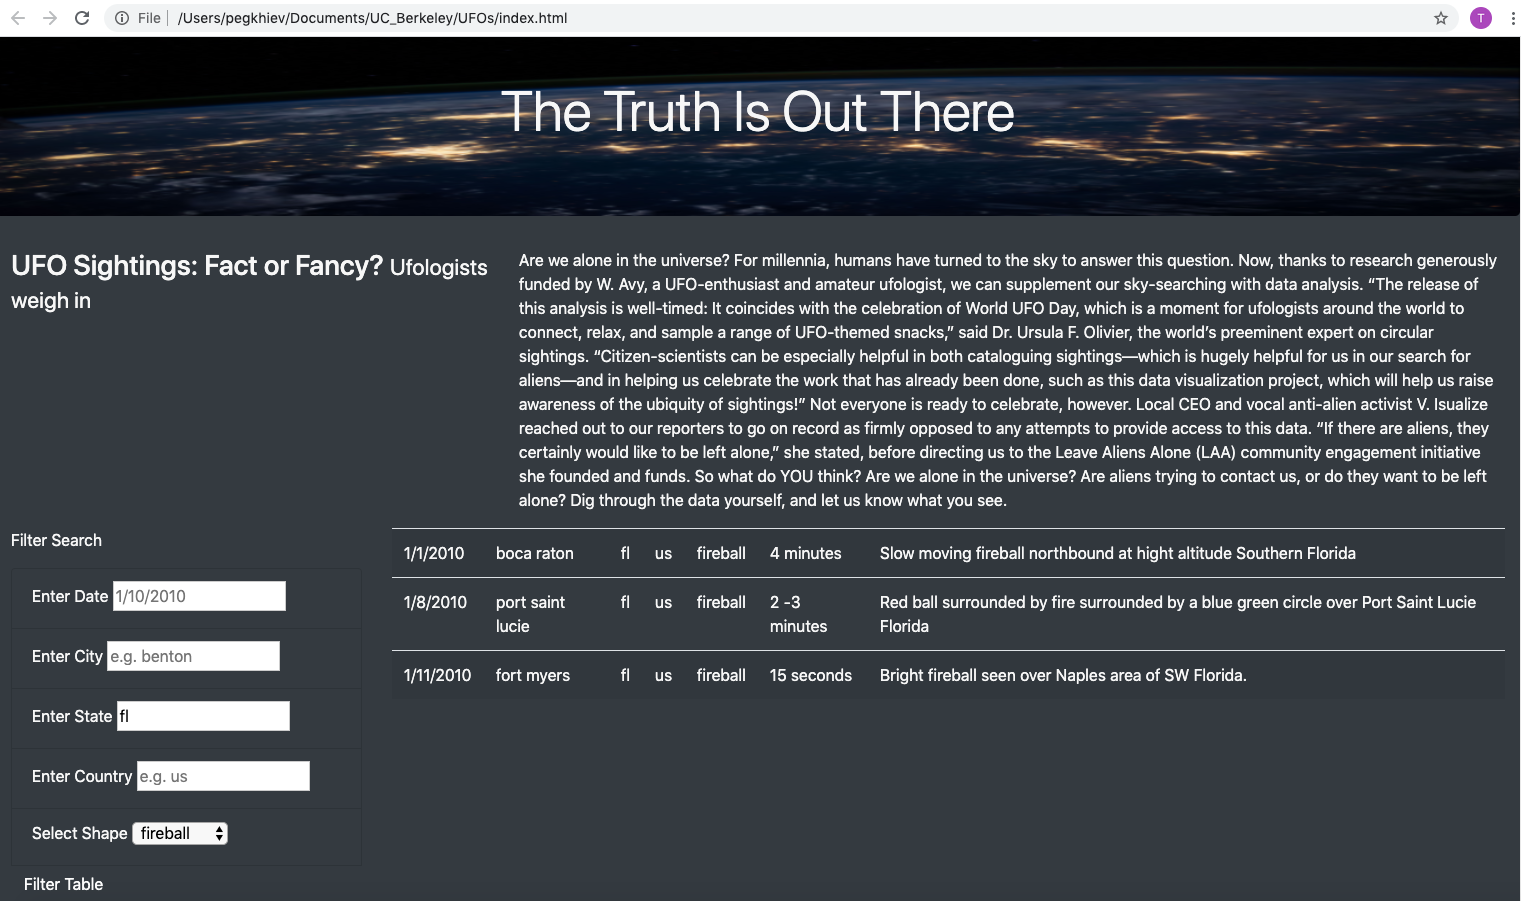 File /Users/pegkhiev/Documents/UC_Berkeley/UFOs/index.html
T
The Truth Is Out There
UFO Sightings: Fact or Fancy? Ufologists
weigh in
Are we alone in the universe? For millennia, humans have turned to the sky to answer this question. Now, thanks to research generously
funded by W. Avy, a UFO-enthusiast and amateur ufologist, we can supplement our sky-searching with data analysis. “The release of
this analysis is well-timed: It coincides with the celebration of World UFO Day, which is a moment for ufologists around the world to
connect, relax, and sample a range of UFO-themed snacks,” said Dr. Ursula F. Olivier, the world’s preeminent expert on circular
sightings. “Citizen-scientists can be especially helpful in both cataloguing sightings—which is hugely helpful for us in our search for
aliens—and in helping us celebrate the work that has already been done, such as this data visualization project, which will help us raise
awareness of the ubiquity of sightings!” Not everyone is ready to celebrate, however. Local CEO and vocal anti-alien activist V. Isualize
reached out to our reporters to go on record as firmly opposed to any attempts to provide access to this data. “If there are aliens, they
certainly would like to be left alone,” she stated, before directing us to the Leave Aliens Alone (LAA) community engagement initiative
she founded and funds. So what do YOU think? Are we alone in the universe? Are aliens trying to contact us, or do they want to be left
alone? Dig through the data yourself, and let us know what you see.
Filter Search
Enter Date 1/10/2010
Enter City e.g. benton
Enter State fl
Enter Country e.g. us
Select Shape fireball
Filter Table
1/1/2010 boca raton fl us fireball 4 minutes Slow moving fireball northbound at hight altitude Southern Florida
1/8/2010 port saint fl us fireball 2 -3 Red ball surrounded by fire surrounded by a blue green circle over Port Saint Lucie
lucie minutes Florida
1/11/2010 fort myers fl us fireball 15 seconds Bright fireball seen over Naples area of SW Florida.